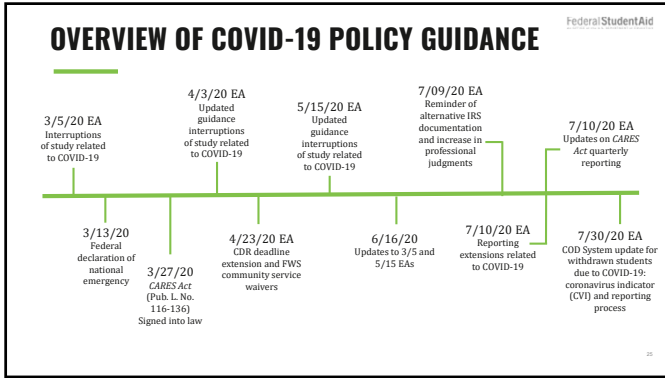 OVERVIEW OF COVID-19 POLICY GUIDANCE
Federal Student Aid
3/5/20 EA
Interruptions
of study related
to COVID-19
3/13/20
Federal
declaration of
national
emergency
3/27/20
CARES Act
(Pub. L. No.
116-136)
Signed into law
4/3/20 EA
Updated
guidance
interruptions
of study related
to COVID-19
4/23/20 EA
CDR deadline
extension and FWS
community service
waivers
5/15/20 EA
Updated
guidance
interruptions
of study related
to COVID-19
6/16/20
Updates to 3/5 and
5/15 EAs
7/09/20 EA
Reminder of
alternative IRS
documentation
and increase in
professional
judgments
7/10/20 EA
Reporting
extensions related
to COVID-19
7/10/20 EA
Updates on CARES
Act quarterly
reporting
7/30/20 EA
COD System update for
withdrawn students
due to COVID-19:
coronavirus indicator
(CVI) and reporting
process